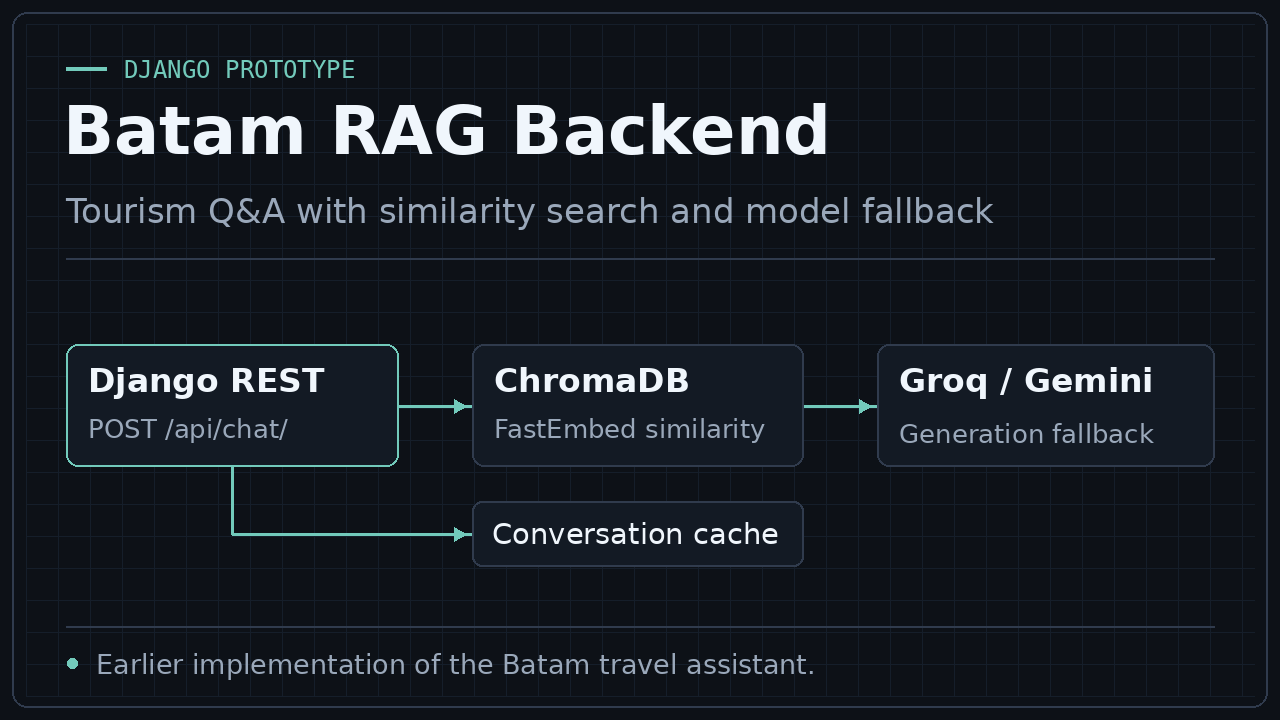 DJANGO PROTOTYPE
Batam RAG Backend
Tourism Q&A with similarity search and model fallback
Django REST
POST /api/chat/
ChromaDB
FastEmbed similarity
Groq / Gemini
Generation fallback
Conversation cache
Earlier implementation of the Batam travel assistant.